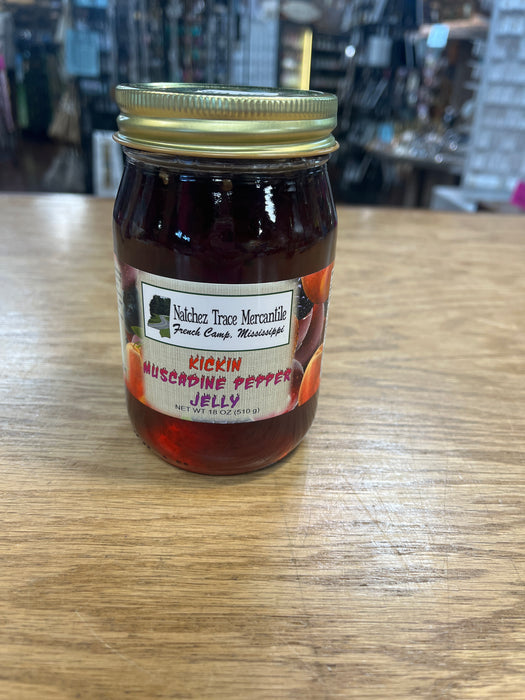 Natchez Trace Mercantile
French Camp, Mississippi
KICKIN
MUSCADINE PEPPER
JELLY
NET WT 18 OZ (510 g)